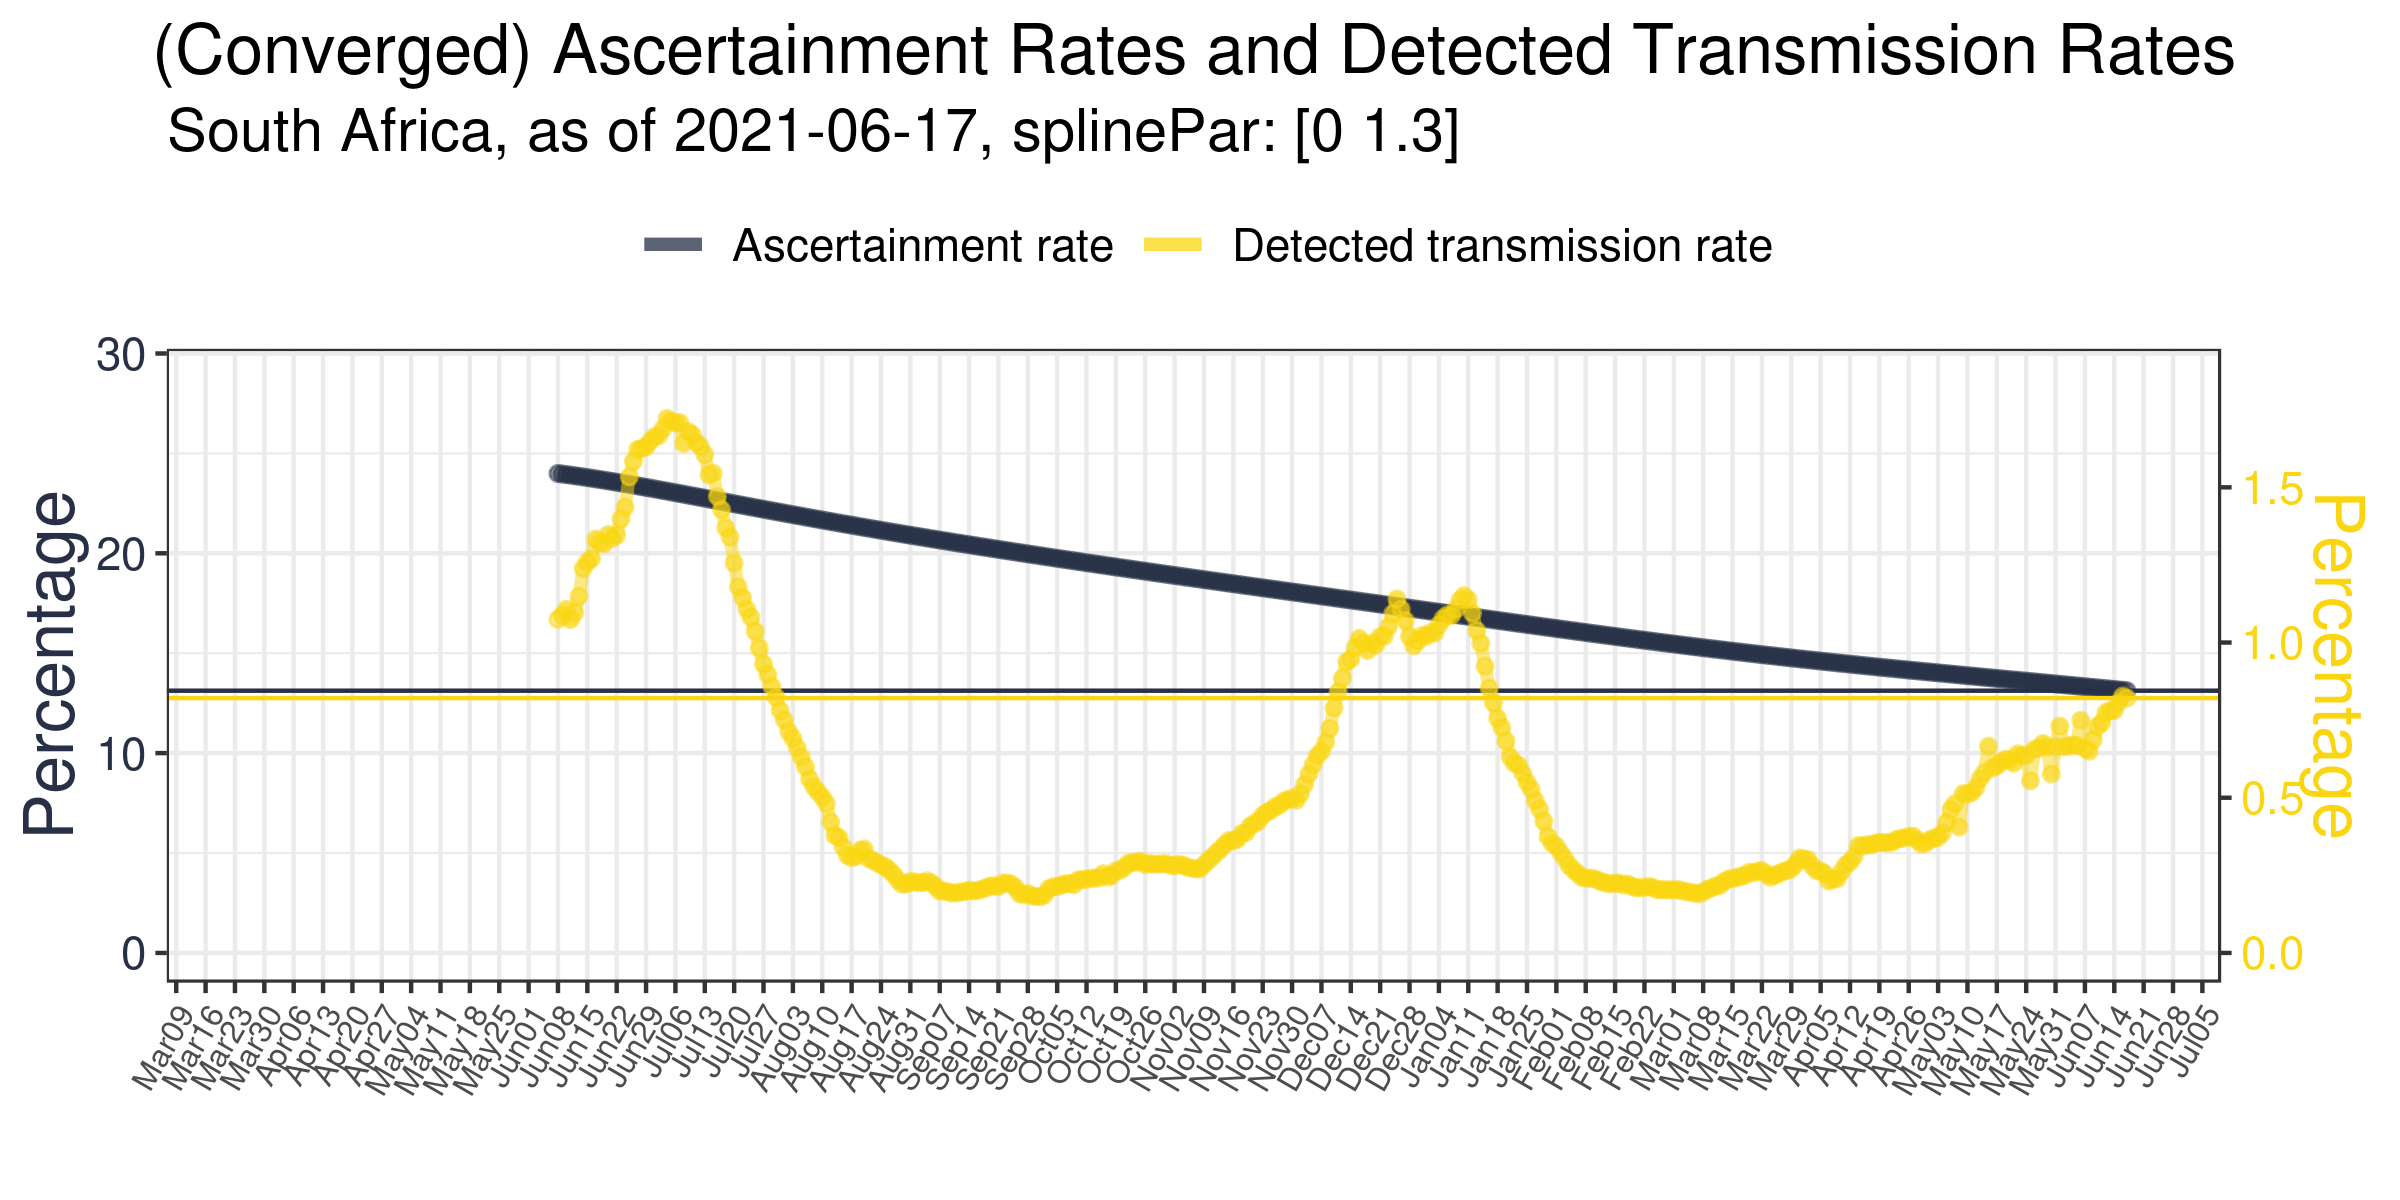 (Converged) Ascertainment Rates and Detected Transmission Rates
South Africa, as of 2021-06-17, splinePar: [0 1.3]
Ascertainment rate
Detected transmission rate
Percentage
30
20
10
0
1.5
1.0
0.5
0.0
Percentage
Mar09
Mar16
Mar23
Mar30
Apr06
Apr13
Apr20
Apr27
May04
May11
May18
May25
Jun01
Jun08
Jun15
Jun22
Jun29
Jul06
Jul13
Jul20
Jul27
Aug03
Aug10
Aug17
Aug24
Aug31
Sep07
Sep14
Sep21
Sep28
Oct05
Oct12
Oct19
Oct26
Nov02
Nov09
Nov16
Nov23
Nov30
Dec07
Dec14
Dec21
Dec28
Jan04
Jan11
Jan18
Jan25
Feb01
Feb08
Feb15
Feb22
Mar01
Mar08
Mar15
Mar22
Mar29
Apr05
Apr12
Apr19
Apr26
May03
May10
May17
May24
May31
Jun07
Jun14
Jun21
Jun28
Jul05